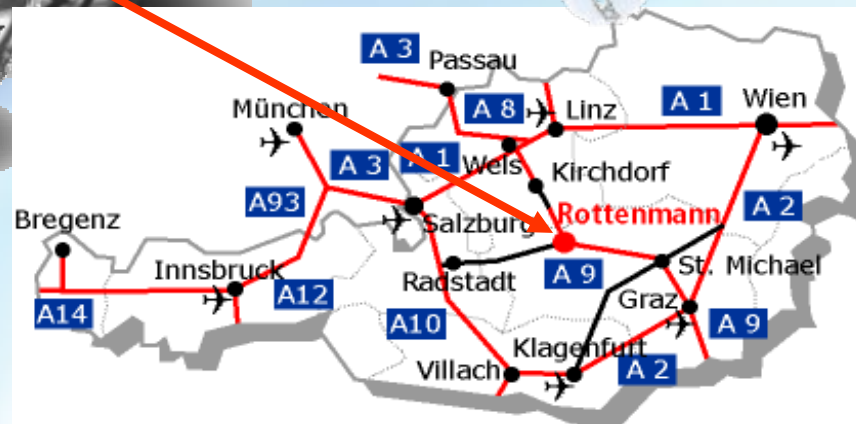 A 3
Passau
München
A 8
Linz
A 1
Wien
A 3
A 1
Wels
Kirchdorf
A93
Bregenz
Salzburg
Rottenmann
A 2
Innsbruck
Radstadt
A 9
St. Michael
A14
A12
Graz
A10
A 9
Klagenfurt
Villach
A 2